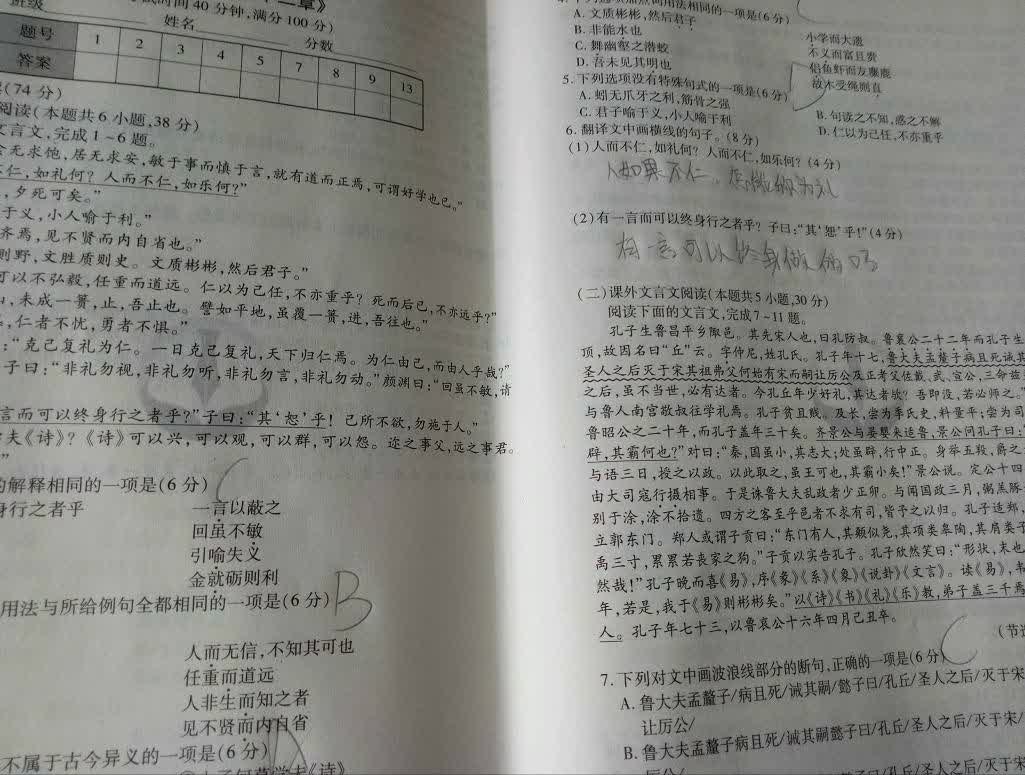 二章》
班级
姓名
分数
时间40分钟,满分100分)
题号 1 2 3 4 5 6 7 8 9 13
答案
(74分)
阅读(本题共6小题,38分)
文言文,完成1~6题。
无求饱,居无求安,敏于事而慎于言,就有道而正焉,可谓好学也已。”
不仁,如礼何?人而不仁,如乐何?”
,夕死可矣。”
于义,小人喻于利。”
齐焉,见不贤而内自省也。”
则野,文胜质则史。文质彬彬,然后君子。”
可以不弘毅,任重而道远。仁以为己任,不亦重乎?死而后已,不亦远乎?”
,未成一篑,止,吾止也。譬如平地,虽覆一篑,进,吾往也。”
,仁者不忧,勇者不惧。”
:“克己复礼为仁。一日克己复礼,天下归仁焉。为仁由己,而由人乎哉?”
子曰:“非礼勿视,非礼勿听,非礼勿言,非礼勿动。”颜渊曰:“回虽不敏,请
言而可以终身行之者乎?”子曰:“其‘恕’乎!己所不欲,勿施于人。”
夫《诗》?《诗》可以兴,可以观,可以群,可以怨。迩之事父,远之事君。
”
的解释相同的一项是(6分)
C
身行之者乎 一言以蔽之
回虽不敏
引喻失义
金就砺则利
用法与所给例句全都相同的一项是(6分)
B
人而无信,不知其可也
任重而道远
人非生而知之者
见不贤而内自省
不属于古今异义的一项是(6分)
D
词用法相同的一项是(6分)
A. 文质彬彬,然后君子 小学而大遗
B. 非能水也 不义而富且贵
C. 舞幽壑之潜蛟 侣鱼虾而友麋鹿
D. 吾未见其明也 故木受绳则直
5. 下列选项没有特殊句式的一项是(6分)
A. 蚓无爪牙之利,筋骨之强 B. 句读之不知,惑之不解
C. 君子喻于义,小人喻于利 D. 仁以为己任,不亦重乎
6. 翻译文中画横线的句子。(8分)
(1)人而不仁,如礼何?人而不仁,如乐何?(4分)
人如果不仁
(2)有一言而可以终身行之者乎?子曰:“其‘恕’乎!”(4分)
有言可以终身做
(二)课外文言文阅读(本题共5小题,30分)
阅读下面的文言文,完成7~11题。
孔子生鲁昌平乡陬邑。其先宋人也,曰孔防叔。鲁襄公二十二年而孔子生
项,故因名曰“丘”云。字仲尼,姓孔氏。孔子年十七,鲁大夫孟釐子病且死诫其
圣人之后灭于宋其祖弗父何始有宋而嗣让厉公及正考父佐戴、武、宣公,三命兹
之后,虽不当世,必有达者。今孔丘年少好礼,其达者欤?吾即没,若必师之。”
与鲁人南宫敬叔往学礼焉。孔子贫且贱。及长,尝为季氏史,料量平;尝为司
鲁昭公之二十年,而孔子盖年三十矣。齐景公与晏婴来适鲁,景公问孔子曰:“
辟,其霸何也?”对曰:“秦,国虽小,其志大;处虽辟,行中正。身举五羖,爵之
与语三日,授之以政。以此取之,虽王可也,其霸小矣!”景公说。定公十四
由大司寇行摄相事。于是诛鲁大夫乱政者少正卯。与闻国政三月,粥羔豚
别于涂,涂不拾遗。四方之客至乎邑者不求有司,皆予之以归。孔子适郑,
立郭东门。郑人或谓子贡曰:“东门有人,其颡似尧,其项类皋陶,其肩类子
禹三寸,累累若丧家之狗。”子贡以实告孔子。孔子欣然笑曰:“形状,末也
然哉!”孔子晚而喜《易》,序《彖》《系》《象》《说卦》《文言》。读《易》,韦
年,若是,我于《易》则彬彬矣。”以《诗》《书》《礼》《乐》教,弟子盖三千焉
人。孔子年七十三,以鲁哀公十六年四月己丑卒。
(节选
7. 下列对文中画波浪线部分的断句,正确的一项是(6分)
C
A. 鲁大夫孟釐子/病且死/诫其嗣/懿子曰/孔丘/圣人之后/灭于宋
让厉公/
B. 鲁大夫孟釐子病且死/诫其嗣懿子曰/孔丘/圣人之后/灭于宋/
厉公/